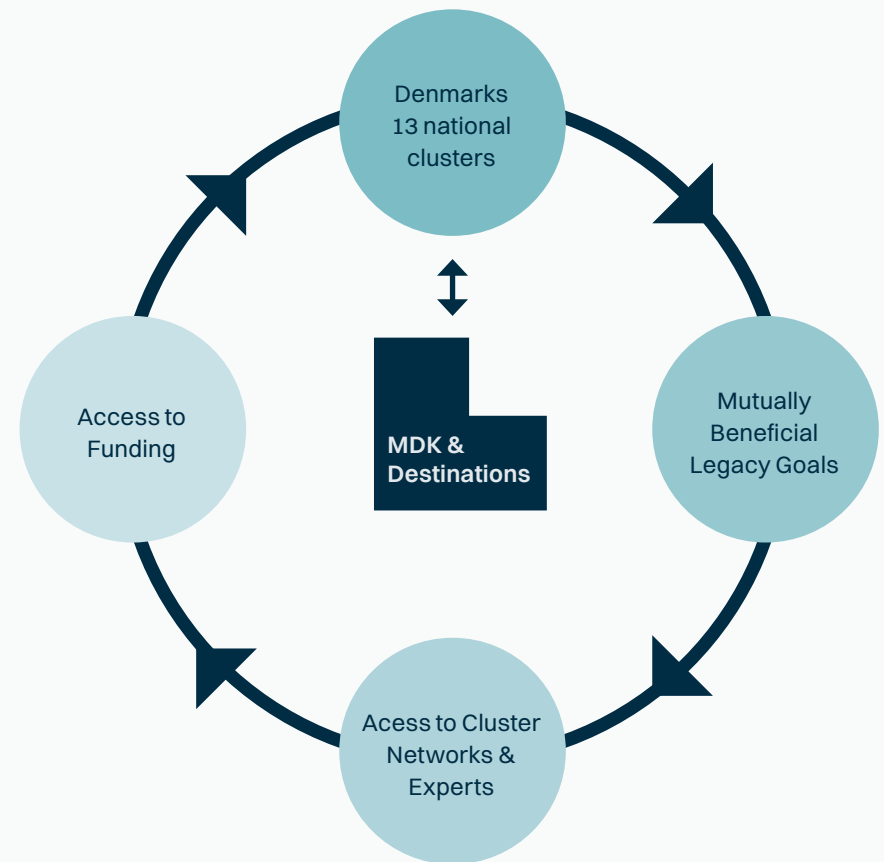 Denmarks
13 national
clusters
Mutually
Beneficial
Legacy Goals
Acess to Cluster
Networks &
Experts
Access to
Funding
MDK &
Destinations